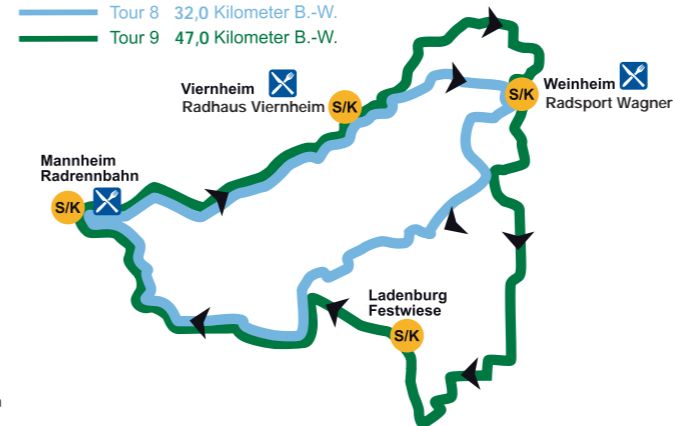 Tour 8 32,0 Kilometer B.-W.
Tour 9 47,0 Kilometer B.-W.
Viernheim
Radhaus Viernheim
S/K
S/K
Weinheim
Radsport Wagner
Mannheim
Radrennbahn
S/K
Ladenburg
Festwiese
S/K